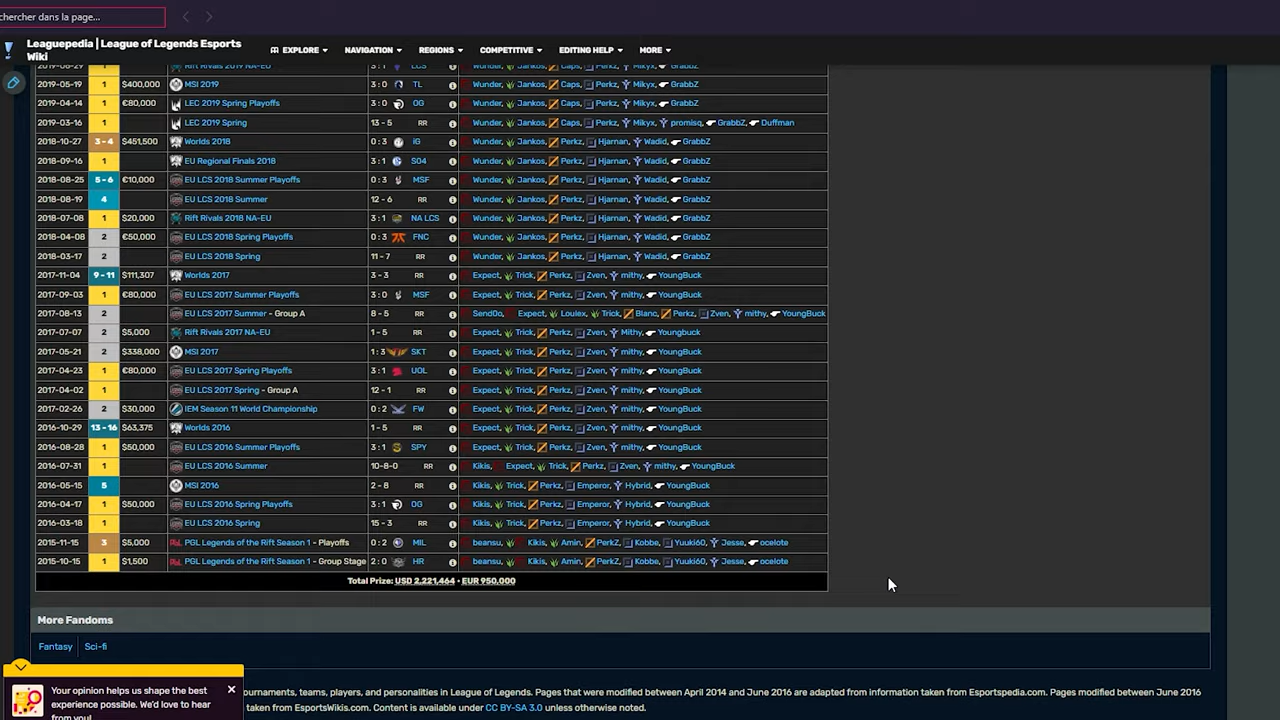 chercher dans la page...
Leaguepedia | League of Legends Esports Wiki
EXPLORE NAVIGATION REGIONS COMPETITIVE EDITING HELP MORE
2019-06-29 1 Rift Rivals 2019 NA-EU 3:1 LCS Wunder, Jankos, Caps, Perkz, Mikyx, GrabbZ
2019-05-19 1 $400,000 MSI 2019 3:0 TL Wunder, Jankos, Caps, Perkz, Mikyx, GrabbZ
2019-04-14 1 €80,000 LEC 2019 Spring Playoffs 3:0 OG Wunder, Jankos, Caps, Perkz, Mikyx, GrabbZ
2019-03-16 1 LEC 2019 Spring 13 - 5 RR Wunder, Jankos, Caps, Perkz, Mikyx, promisq, GrabbZ, Duffman
2018-10-27 3 - 4 $451,500 Worlds 2018 0:3 iG Wunder, Jankos, Perkz, Hjarnan, Wadid, GrabbZ
2018-09-16 1 EU Regional Finals 2018 3:1 S04 Wunder, Jankos, Perkz, Hjarnan, Wadid, GrabbZ
2018-08-25 5 - 6 €10,000 EU LCS 2018 Summer Playoffs 0:3 MSF Wunder, Jankos, Perkz, Hjarnan, Wadid, GrabbZ
2018-08-19 4 EU LCS 2018 Summer 12 - 6 RR Wunder, Jankos, Perkz, Hjarnan, Wadid, GrabbZ
2018-07-08 1 $20,000 Rift Rivals 2018 NA-EU 3:1 NA LCS Wunder, Jankos, Perkz, Hjarnan, Wadid, GrabbZ
2018-04-08 2 €50,000 EU LCS 2018 Spring Playoffs 0:3 FNC Wunder, Jankos, Perkz, Hjarnan, Wadid, GrabbZ
2018-03-17 2 EU LCS 2018 Spring 11 - 7 RR Wunder, Jankos, Perkz, Hjarnan, Wadid, GrabbZ
2017-11-04 9 - 11 $111,307 Worlds 2017 3 - 3 RR Expect, Trick, Perkz, Zven, mithy, YoungBuck
2017-09-03 1 €80,000 EU LCS 2017 Summer Playoffs 3:0 MSF Expect, Trick, Perkz, Zven, mithy, YoungBuck
2017-08-13 2 EU LCS 2017 Summer - Group A 8 - 5 RR Send0o, Expect, Loulex, Trick, Blanc, Perkz, Zven, mithy, YoungBuck
2017-07-07 2 $5,000 Rift Rivals 2017 NA-EU 1 - 5 RR Expect, Trick, Perkz, Zven, Mithy, Youngbuck
2017-05-21 2 $338,000 MSI 2017 1:3 SKT Expect, Trick, Perkz, Zven, mithy, YoungBuck
2017-04-23 1 €80,000 EU LCS 2017 Spring Playoffs 3:1 UOL Expect, Trick, Perkz, Zven, mithy, YoungBuck
2017-04-02 1 EU LCS 2017 Spring - Group A 12 - 1 RR Expect, Trick, Perkz, Zven, mithy, YoungBuck
2017-02-26 2 $30,000 IEM Season 11 World Championship 0:2 FW Expect, Trick, Perkz, Zven, mithy, YoungBuck
2016-10-29 13 - 16 $63,375 Worlds 2016 1 - 5 RR Expect, Trick, Perkz, Zven, mithy, YoungBuck
2016-08-28 1 $50,000 EU LCS 2016 Summer Playoffs 3:1 SPY Expect, Trick, Perkz, Zven, mithy, YoungBuck
2016-07-31 1 EU LCS 2016 Summer 10-8-0 RR Kikis, Expect, Trick, Perkz, Zven, mithy, YoungBuck
2016-05-15 5 MSI 2016 2 - 8 RR Kikis, Trick, Perkz, Emperor, Hybrid, YoungBuck
2016-04-17 1 $50,000 EU LCS 2016 Spring Playoffs 3:1 OG Kikis, Trick, Perkz, Emperor, Hybrid, YoungBuck
2016-03-18 1 EU LCS 2016 Spring 15 - 3 RR Kikis, Trick, Perkz, Emperor, Hybrid, YoungBuck
2015-11-15 3 $5,000 PGL Legends of the Rift Season 1 - Playoffs 0:2 MIL beansu, Kikis, Amin, PerkZ, Kobbe, Yuuki60, Jesse, ocelote
2015-10-15 1 $1,500 PGL Legends of the Rift Season 1 - Group Stage 2:0 HR beansu, Kikis, Amin, PerkZ, Kobbe, Yuuki60, Jesse, ocelote
Total Prize: USD 2,221,464 · EUR 950,000
More Fandoms
Fantasy Sci-fi
Your opinion helps us shape the best
experience possible. We'd love to hear
from you!
ournaments, teams, players, and personalities in League of Legends. Pages that were modified between April 2014 and June 2016 are adapted from information taken from Esportspedia.com. Pages modified between June 2016
taken from EsportsWikis.com. Content is available under CC BY-SA 3.0 unless otherwise noted.